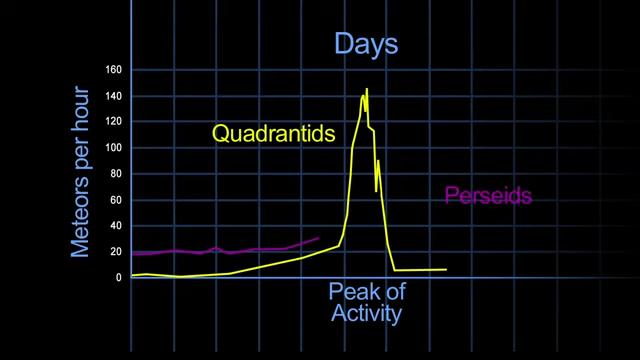 Days
Meteors per hour
160
140
120
100
80
60
40
20
0
Quadrantids
Perseids
Peak of
Activity